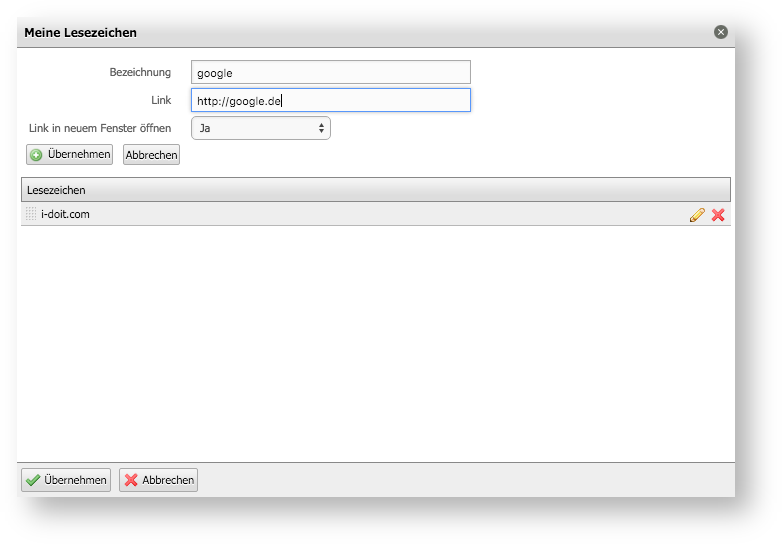 Meine Lesezeichen
Bezeichnung google
Link http://google.de
Link in neuem Fenster öffnen Ja
Übernehmen Abbrechen
Lesezeichen
i-doit.com
Übernehmen Abbrechen